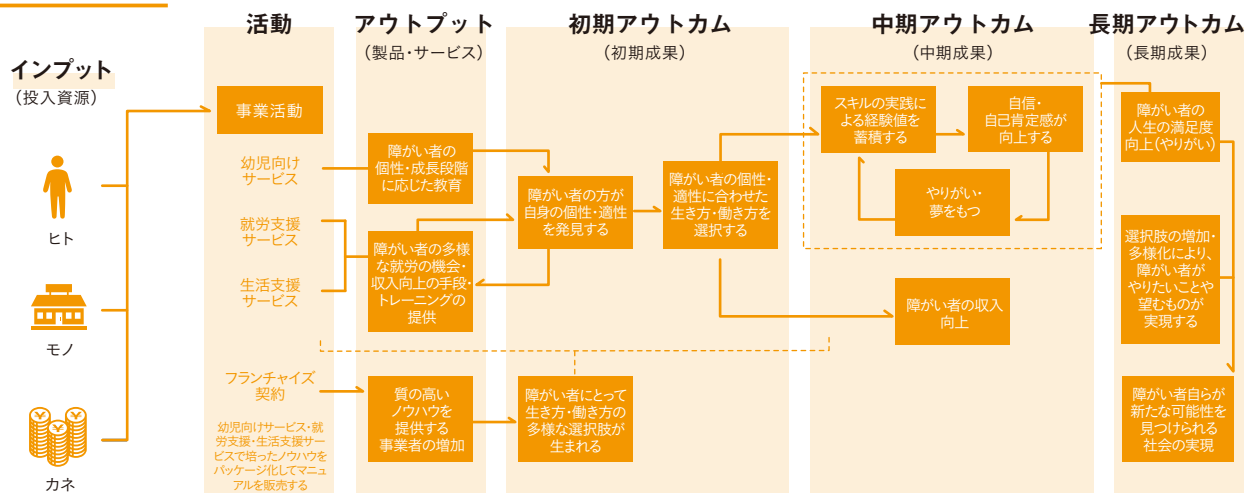 インプット
（投入資源）
ヒト
モノ
カネ
活動
事業活動
幼児向け
サービス
就労支援
サービス
生活支援
サービス
フランチャイズ
契約
幼児向けサービス・就
労支援・生活支援サー
ビスで培ったノウハウを
パッケージ化してマニュ
アルを販売する
アウトプット
（製品・サービス）
障がい者の
個性・成長段階
に応じた教育
障がい者の多様
な就労の機会・
収入向上の手段・
トレーニングの
提供
質の高い
ノウハウを
提供する
事業者の増加
初期アウトカム
（初期成果）
障がい者の方が
自身の個性・適性
を発見する
障がい者の個性・
適性に合わせた
生き方・働き方を
選択する
障がい者にとって
生き方・働き方の
多様な選択肢が
生まれる
中期アウトカム
（中期成果）
スキルの実践に
よる経験値を
蓄積する
自信・
自己肯定感が
向上する
やりがい・
夢をもつ
障がい者の収入
向上
長期アウトカム
（長期成果）
障がい者の
人生の満足度
向上（やりがい）
選択肢の増加・
多様化により、
障がい者が
やりたいことや
望むものが
実現する
障がい者自らが
新たな可能性を
見つけられる
社会の実現